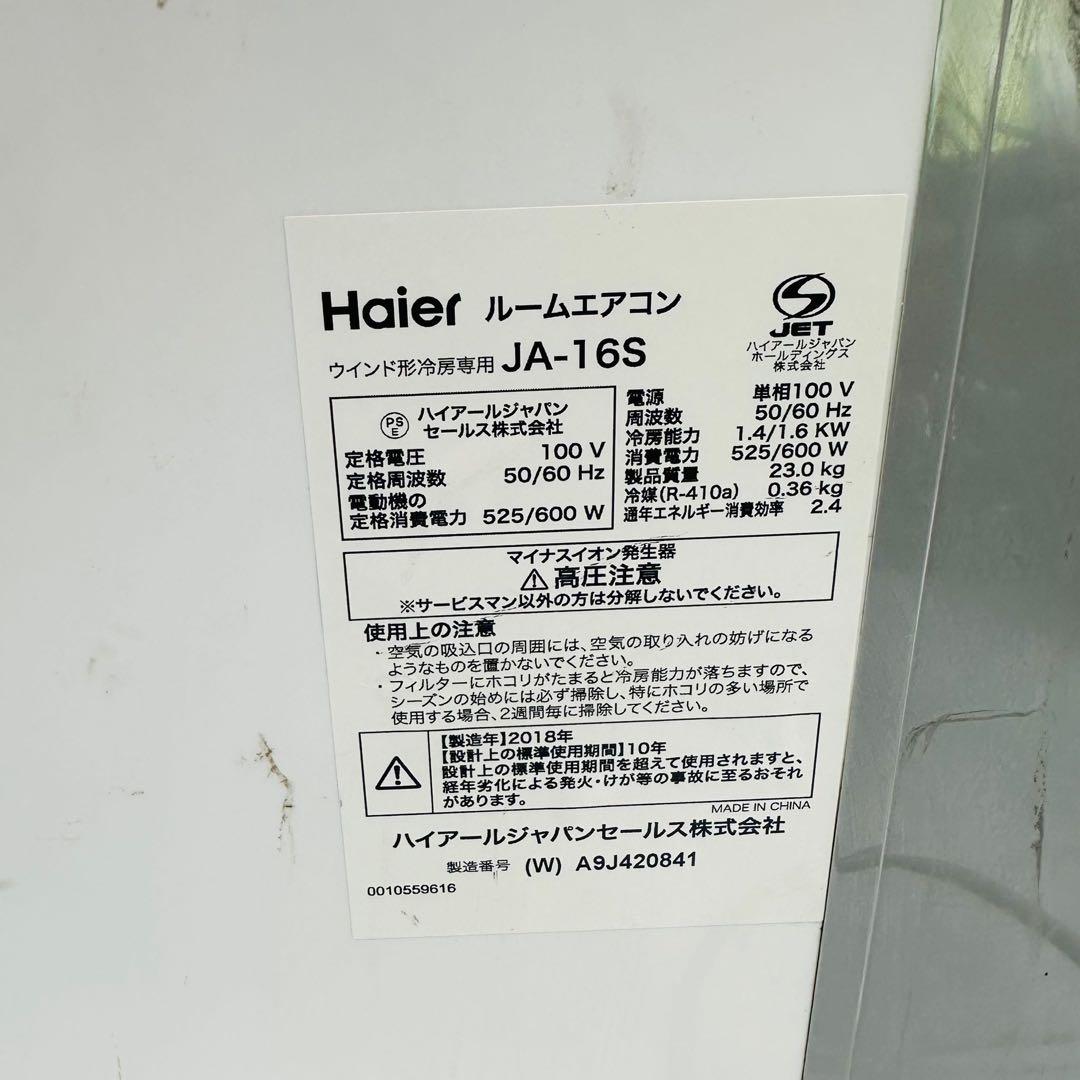 Haier ルームエアコン
ウインド形冷房専用 JA-16S
JET
ハイアールジャパン
ホールディングス
株式会社
PS
E
ハイアールジャパン
セールス株式会社
定格電圧 100 V
定格周波数 50/60 Hz
電動機の
定格消費電力 525/600 W
電源 単相100 V
周波数 50/60 Hz
冷房能力 1.4/1.6 KW
消費電力 525/600 W
製品質量 23.0 kg
冷媒(R-410a) 0.36 kg
通年エネルギー消費効率 2.4
マイナスイオン発生器
⚠高圧注意
※サービスマン以外の方は分解しないでください。
使用上の注意
・空気の吸込口の周囲には、空気の取り入れの妨げになる
ようなものを置かないでください。
・フィルターにホコリがたまると冷房能力が落ちますので、
シーズンの始めには必ず掃除し、特にホコリの多い場所で
使用する場合、2週間毎に掃除してください。
【製造年】2018年
【設計上の標準使用期間】10年
設計上の標準使用期間を超えて使用されますと、
経年劣化による発火・けが等の事故に至るおそれ
があります。
MADE IN CHINA
ハイアールジャパンセールス株式会社
製造番号 (W) A9J420841
0010559616